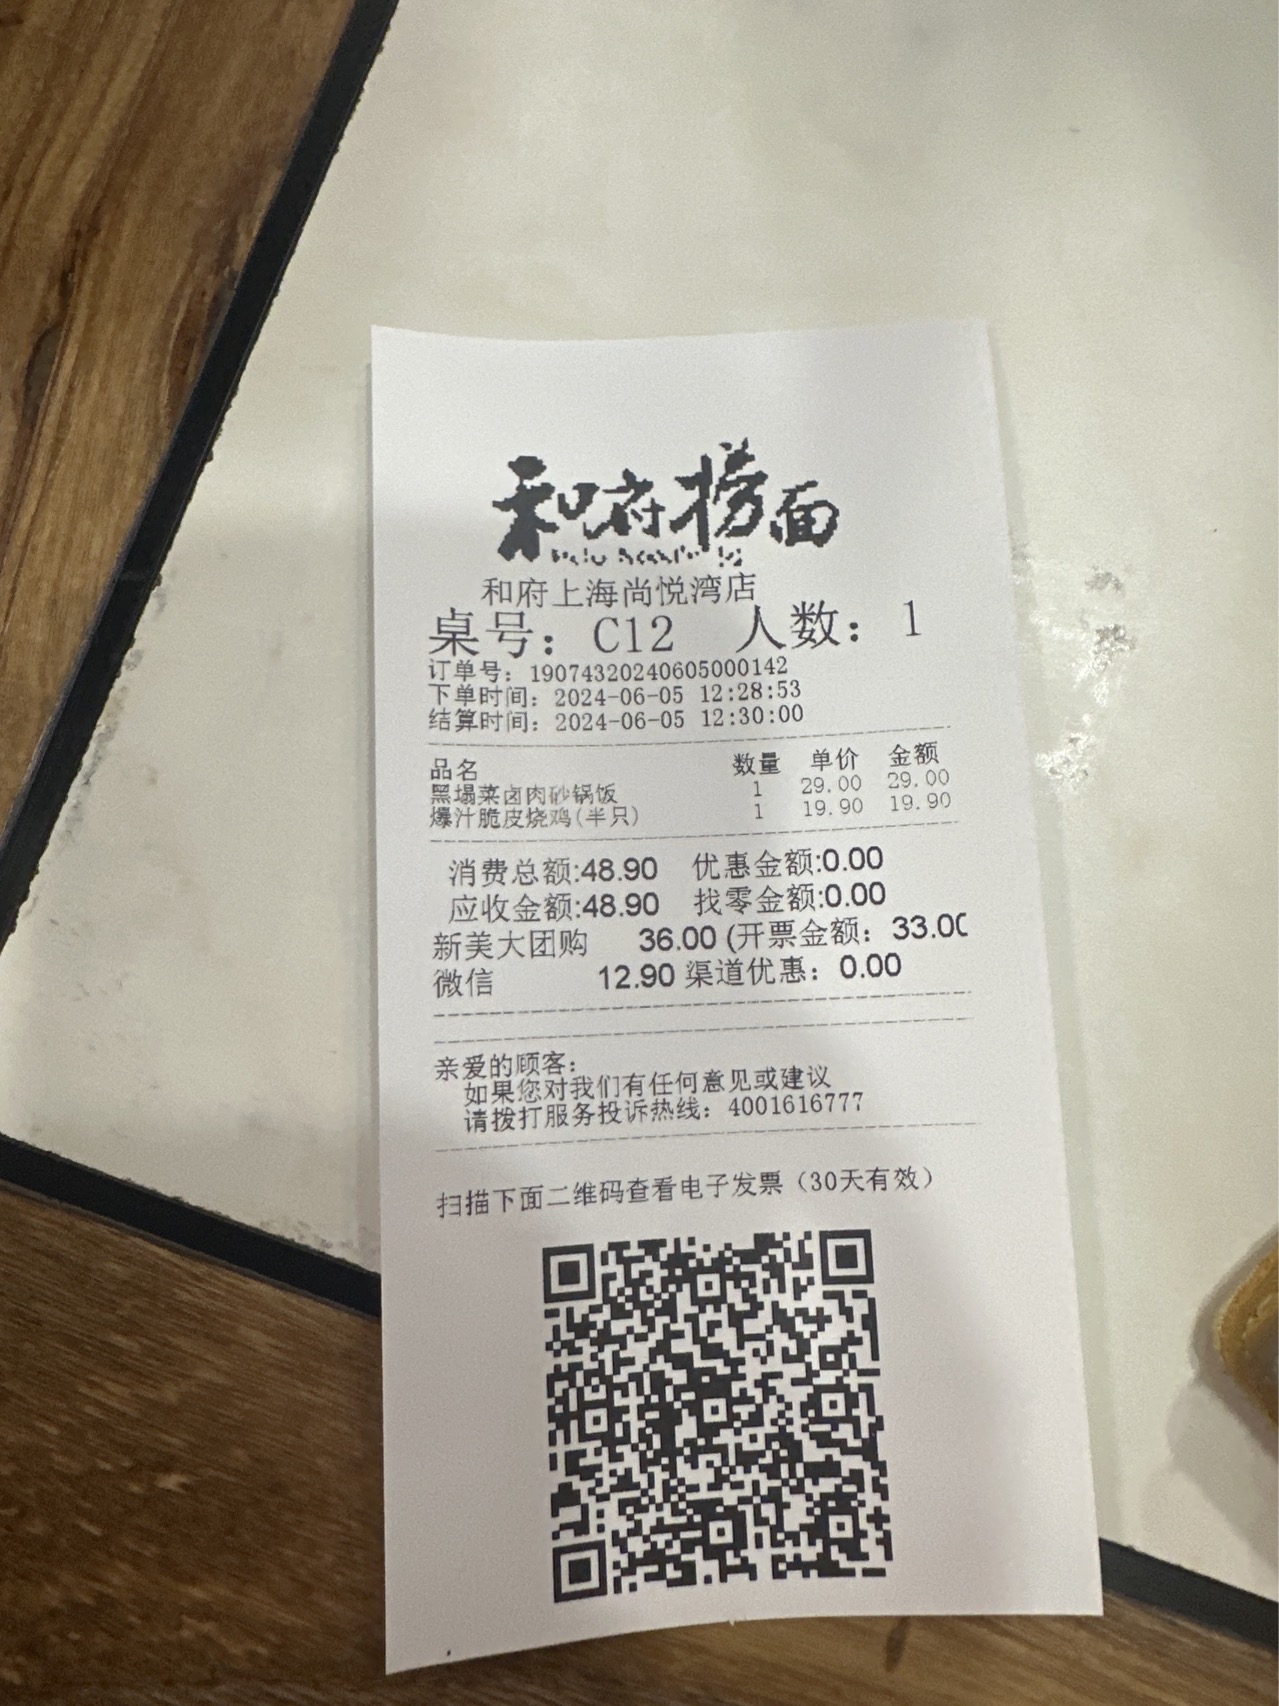 和府捞面
和府上海尚悦湾店
桌号：C12 人数：1
订单号：19074320240605000142
下单时间：2024-06-05 12:28:53
结算时间：2024-06-05 12:30:00
品名 数量 单价 金额
黑塌菜卤肉砂锅饭 1 29.00 29.00
爆汁脆皮烧鸡(半只) 1 19.90 19.90
消费总额:48.90 优惠金额:0.00
应收金额:48.90 找零金额:0.00
新美大团购 36.00 (开票金额：33.00
微信 12.90 渠道优惠：0.00
亲爱的顾客：
如果您对我们有任何意见或建议
请拨打服务投诉热线：4001616777
扫描下面二维码查看电子发票（30天有效）